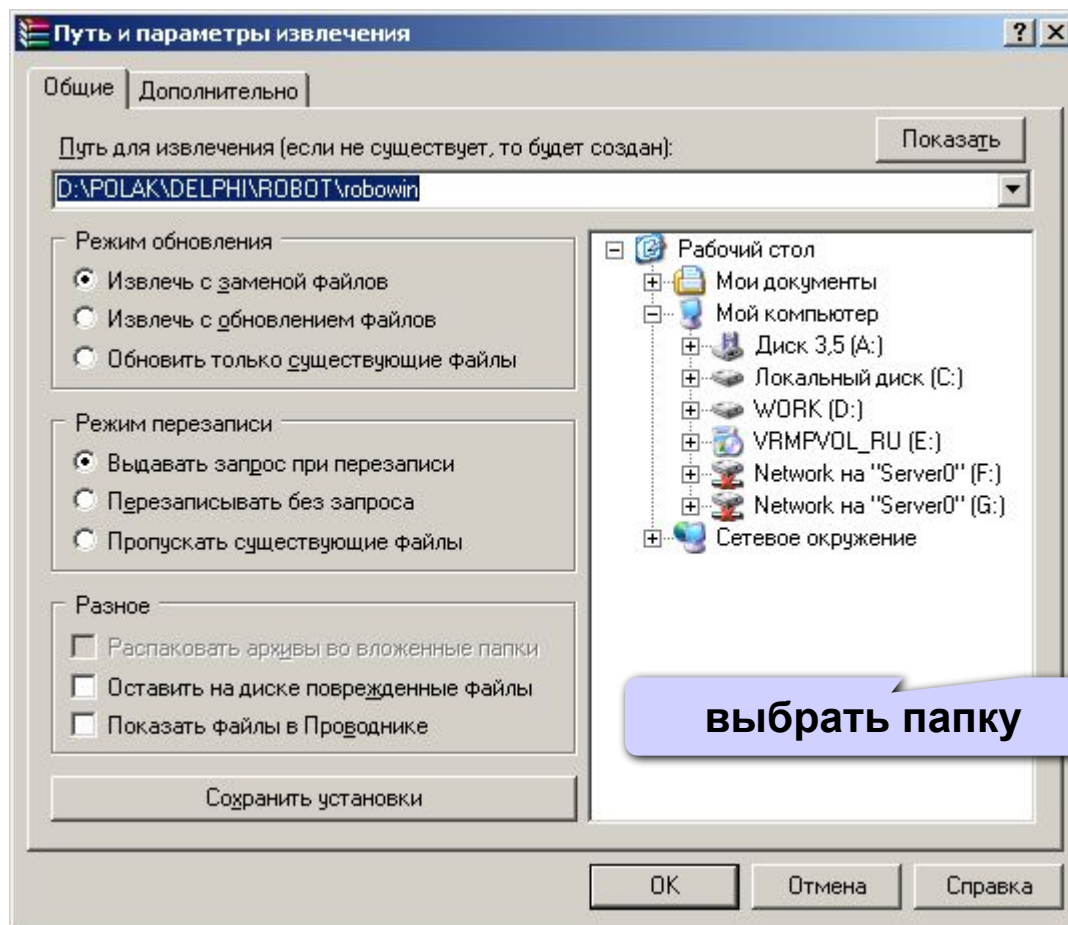 Путь и параметры извлечения
Общие
Дополнительно
Путь для извлечения (если не существует, то будет создан):
Показать
D:\POLAK\DELPHI\ROBOT\robowin
Режим обновления
Извлечь с заменой файлов
Извлечь с обновлением файлов
Обновить только существующие файлы
Режим перезаписи
Выдавать запрос при перезаписи
Перезаписывать без запроса
Пропускать существующие файлы
Разное
Распаковать архивы во вложенные папки
Оставить на диске поврежденные файлы
Показать файлы в Проводнике
Сохранить установки
Рабочий стол
Мои документы
Мой компьютер
Диск 3,5 (A:)
Локальный диск (C:)
WORK (D:)
VRMPVOL_RU (E:)
Network на "Server0" (F:)
Network на "Server0" (G:)
Сетевое окружение
выбрать папку
OK
Отмена
Справка